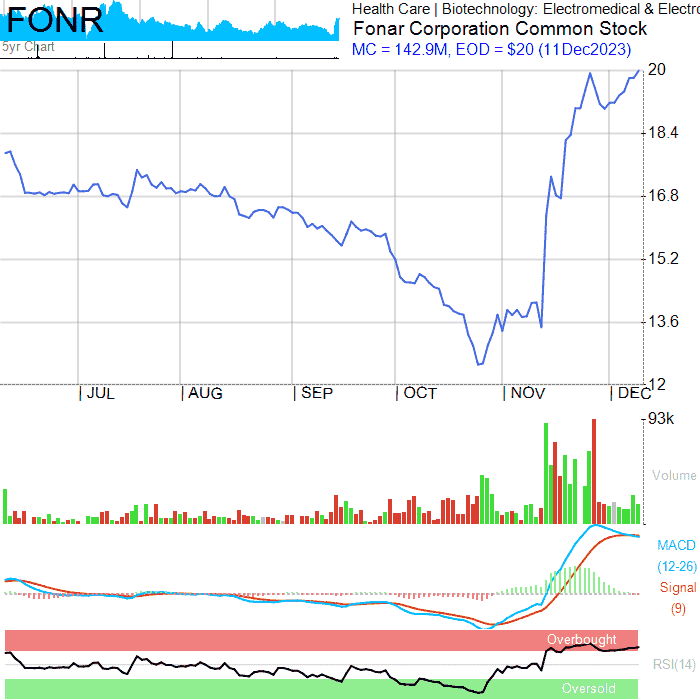 FONR
5yr Chart
Health Care | Biotechnology: Electromedical & Electro
Fonar Corporation Common Stock
MC = 142.9M, EOD = $20 (11Dec2023)
20
18.4
16.8
15.2
13.6
12
JUL AUG SEP OCT NOV DEC
93k
Volume
MACD
(12-26)
Signal
(9)
Overbought
RSI(14)
Oversold